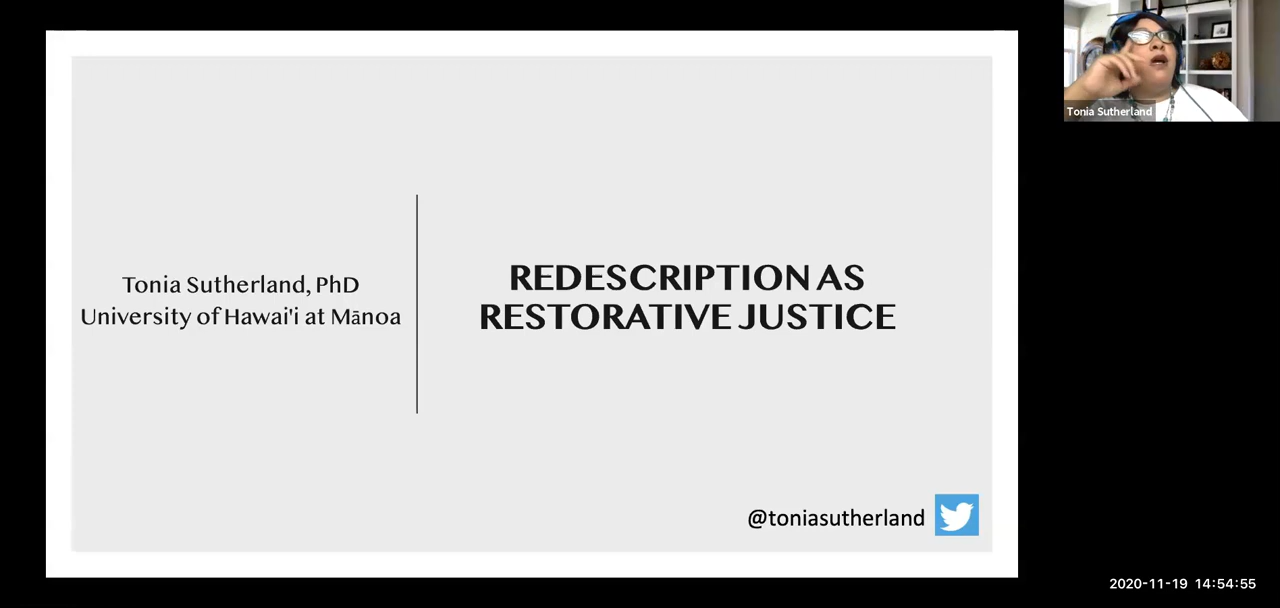 Tonia Sutherland
Tonia Sutherland, PhD
University of Hawai'i at Mānoa
REDESCRIPTION AS
RESTORATIVE JUSTICE
@toniasutherland
2020-11-19 14:54:55